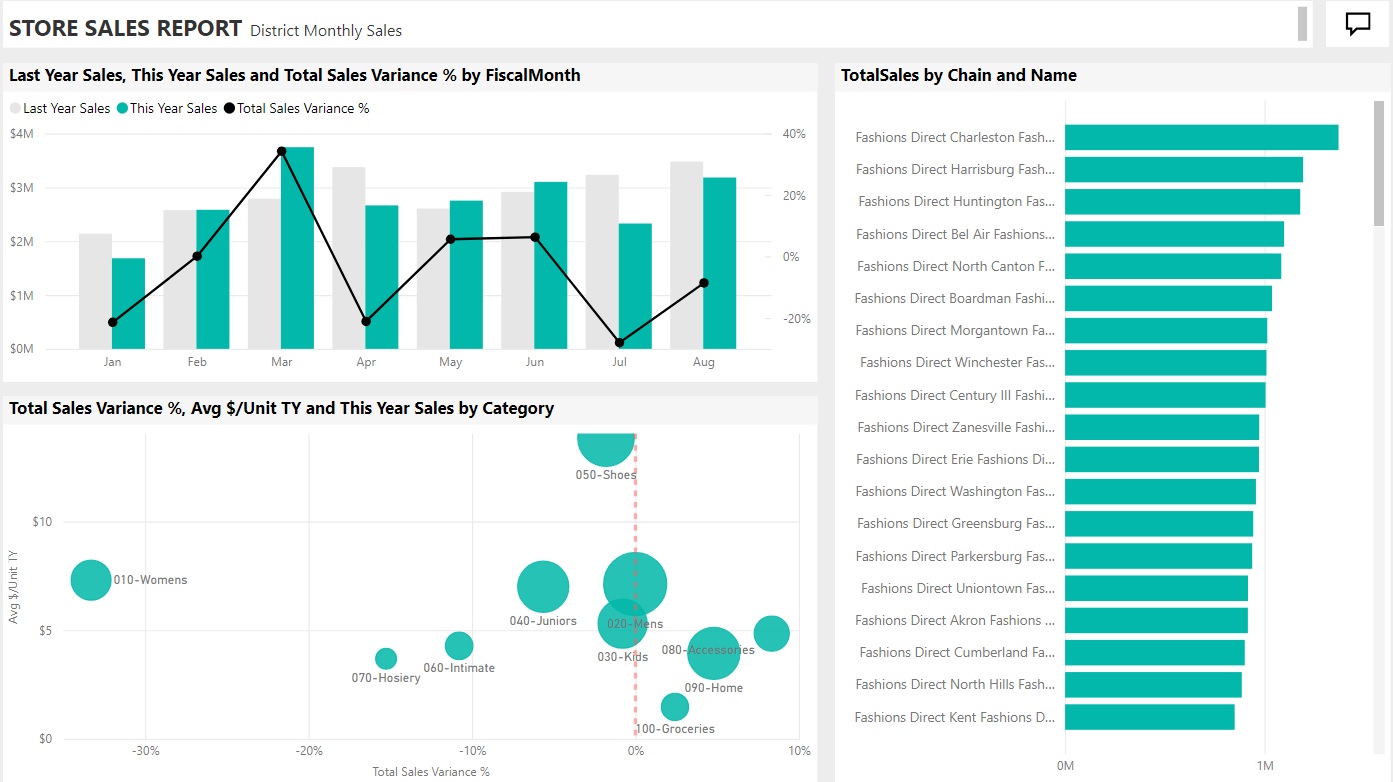 STORE SALES REPORT District Monthly Sales
Last Year Sales, This Year Sales and Total Sales Variance % by FiscalMonth
Last Year Sales This Year Sales Total Sales Variance %
$4M
$3M
$2M
$1M
$0M
40%
20%
0%
-20%
Jan Feb Mar Apr May Jun Jul Aug
Total Sales Variance %, Avg $/Unit TY and This Year Sales by Category
Avg $/Unit TY
$10
$5
$0
050-Shoes
010-Womens
040-Juniors
020-Mens
030-Kids
080-Accessories
060-Intimate
070-Hosiery
090-Home
100-Groceries
-30% -20% -10% 0% 10%
Total Sales Variance %
TotalSales by Chain and Name
Fashions Direct Charleston Fash...
Fashions Direct Harrisburg Fash...
Fashions Direct Huntington Fas...
Fashions Direct Bel Air Fashions...
Fashions Direct North Canton F...
Fashions Direct Boardman Fashi...
Fashions Direct Morgantown Fa...
Fashions Direct Winchester Fas...
Fashions Direct Century III Fashi...
Fashions Direct Zanesville Fashi...
Fashions Direct Erie Fashions Di...
Fashions Direct Washington Fas...
Fashions Direct Greensburg Fas...
Fashions Direct Parkersburg Fas...
Fashions Direct Uniontown Fas...
Fashions Direct Akron Fashions ...
Fashions Direct Cumberland Fa...
Fashions Direct North Hills Fash...
Fashions Direct Kent Fashions D...
0M 1M